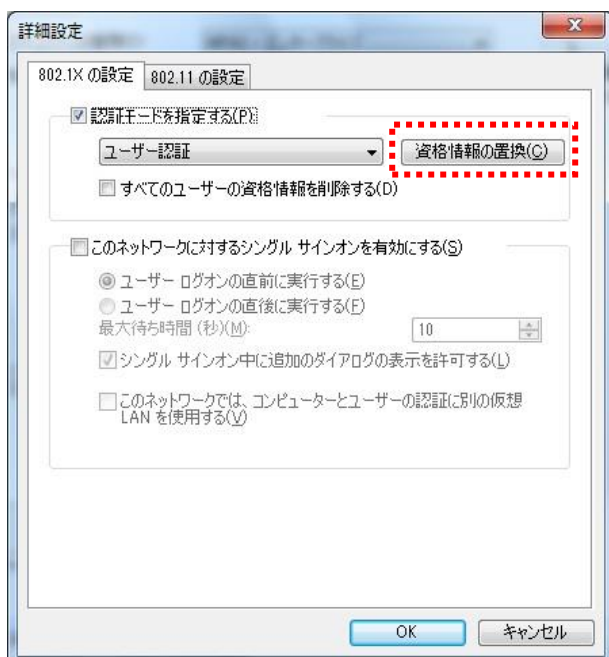 詳細設定
802.1X の設定 802.11 の設定
認証モードを指定する(P)
ユーザー認証 資格情報の置換(C)
すべてのユーザーの資格情報を削除する(D)
このネットワークに対するシングル サインオンを有効にする(S)
ユーザー ログオンの直前に実行する(E)
ユーザー ログオンの直後に実行する(F)
最大待ち時間 (秒)(M): 10
シングル サインオン中に追加のダイアログの表示を許可する(L)
このネットワークでは、コンピューターとユーザーの認証に別の仮想
LAN を使用する(V)
OK キャンセル